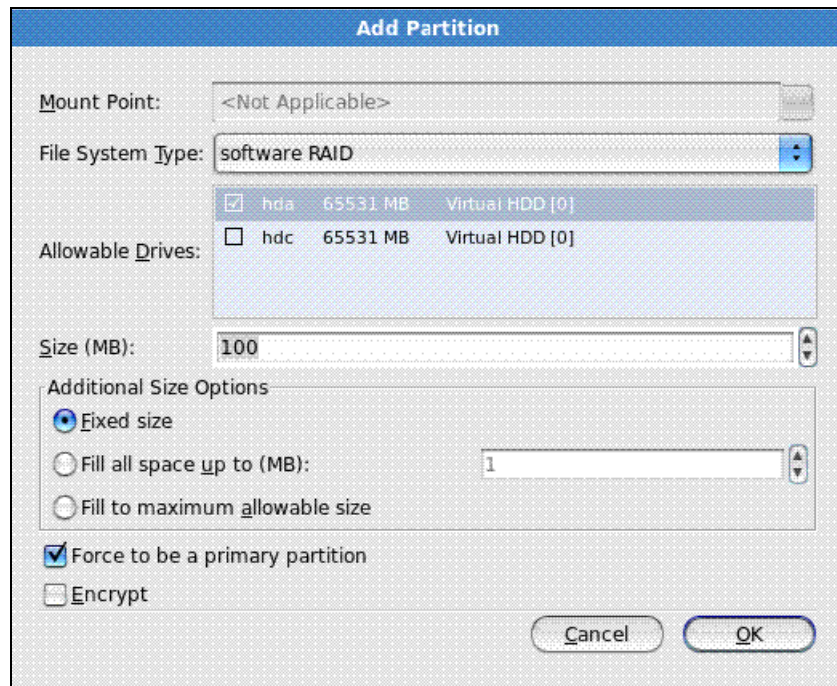 Add Partition
Mount Point: <Not Applicable>
File System Type: software RAID
Allowable Drives:
hda 65531 MB Virtual HDD [0]
hdc 65531 MB Virtual HDD [0]
Size (MB): 100
Additional Size Options
Fixed size
Fill all space up to (MB): 1
Fill to maximum allowable size
Force to be a primary partition
Encrypt
Cancel OK